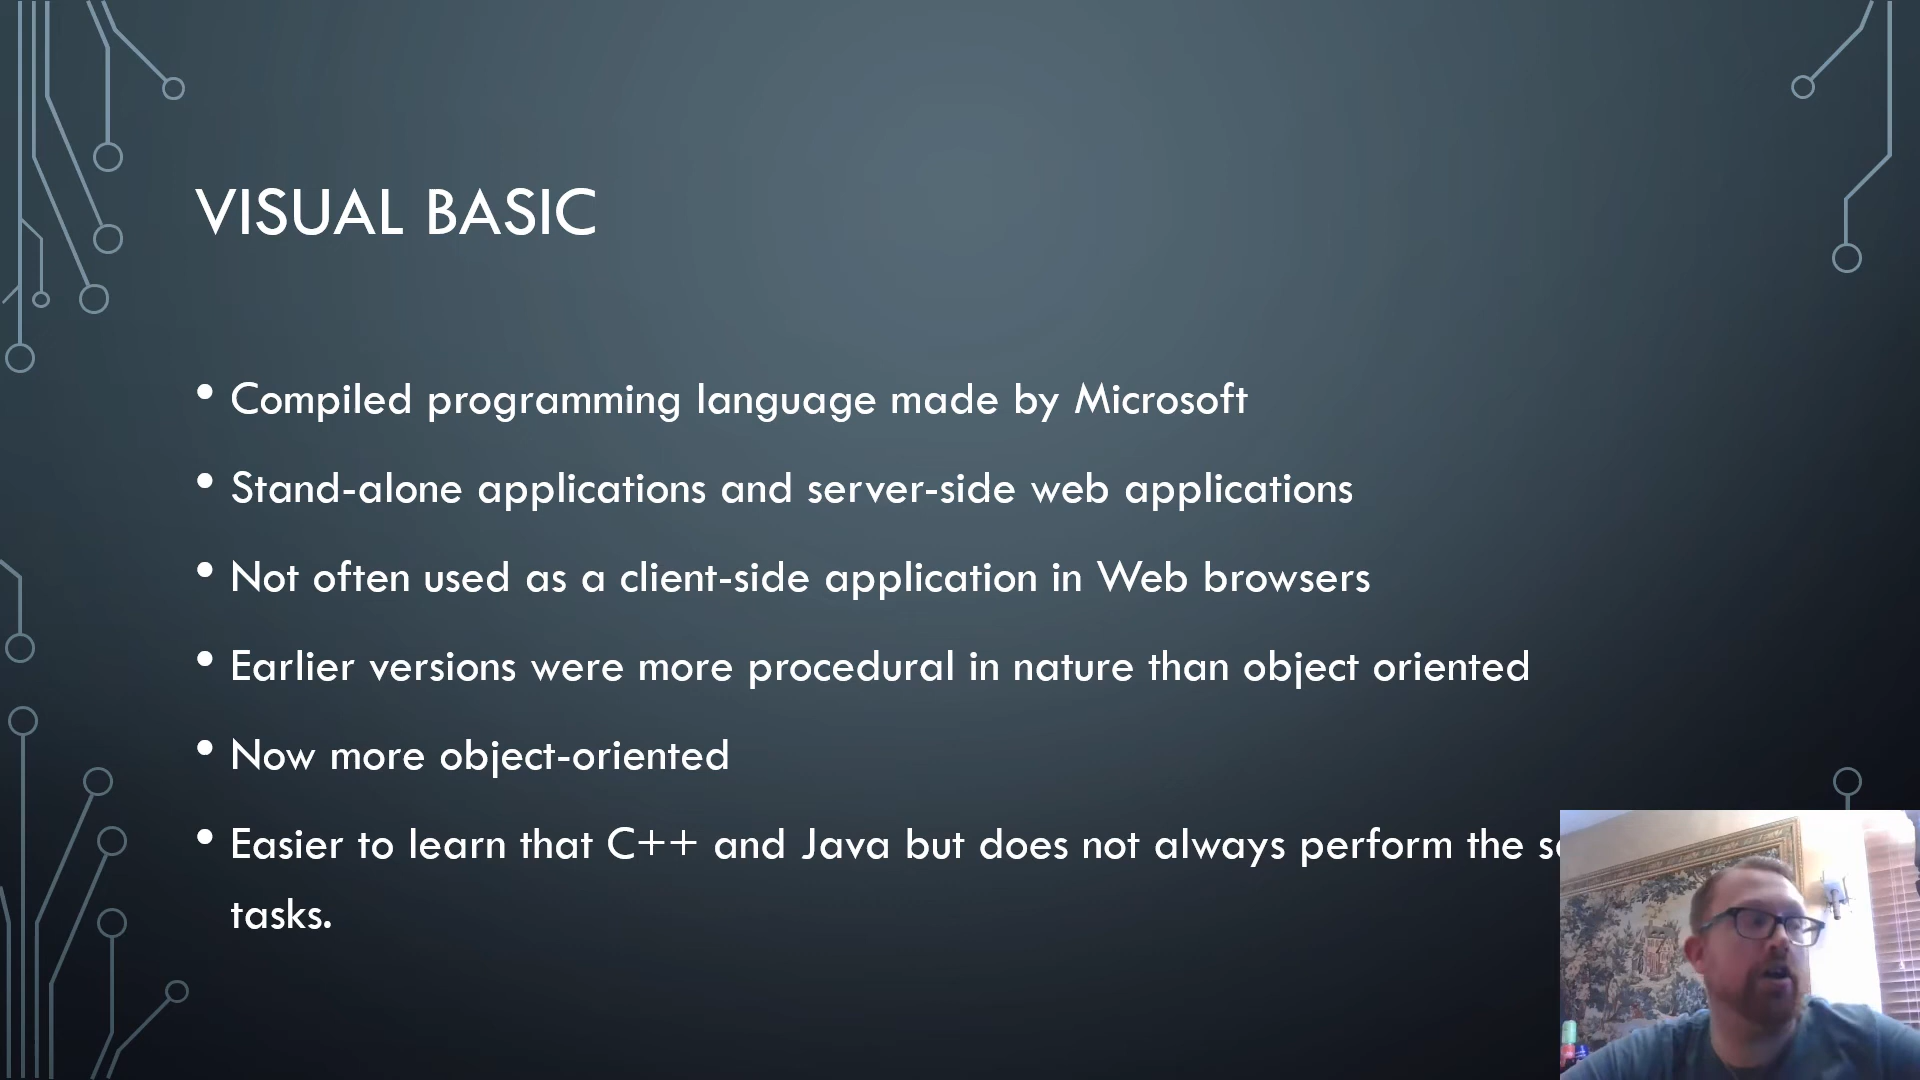 VISUAL BASIC
• Compiled programming language made by Microsoft
• Stand-alone applications and server-side web applications
• Not often used as a client-side application in Web browsers
• Earlier versions were more procedural in nature than object oriented
• Now more object-oriented
• Easier to learn that C++ and Java but does not always perform the
tasks.